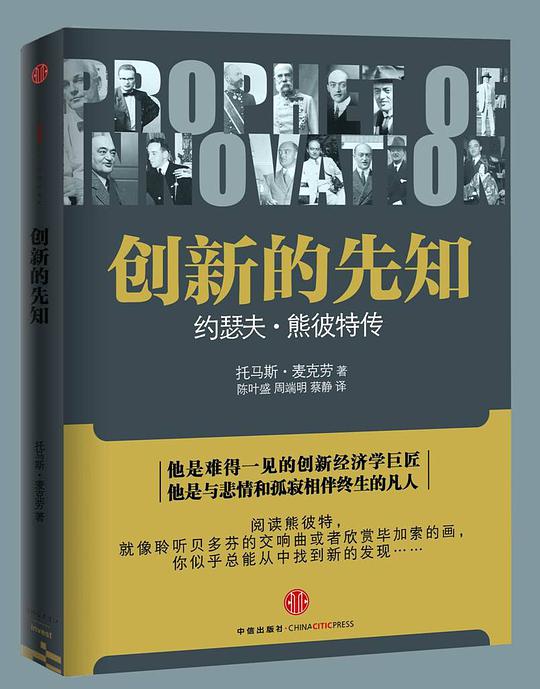 PROPHET OF
INNOVATION
创新的先知
约瑟夫·熊彼特传
托马斯·麦克劳 著
陈叶盛 周端明 蔡静 译
他是难得一见的创新经济学巨匠
他是与悲情和孤寂相伴终生的凡人
阅读熊彼特，
就像聆听贝多芬的交响曲或者欣赏毕加索的画，
你似乎总能从中找到新的发现……
中信出版社·CHINACITICPRESS
创新的先知
托马斯·麦克劳 著
invest